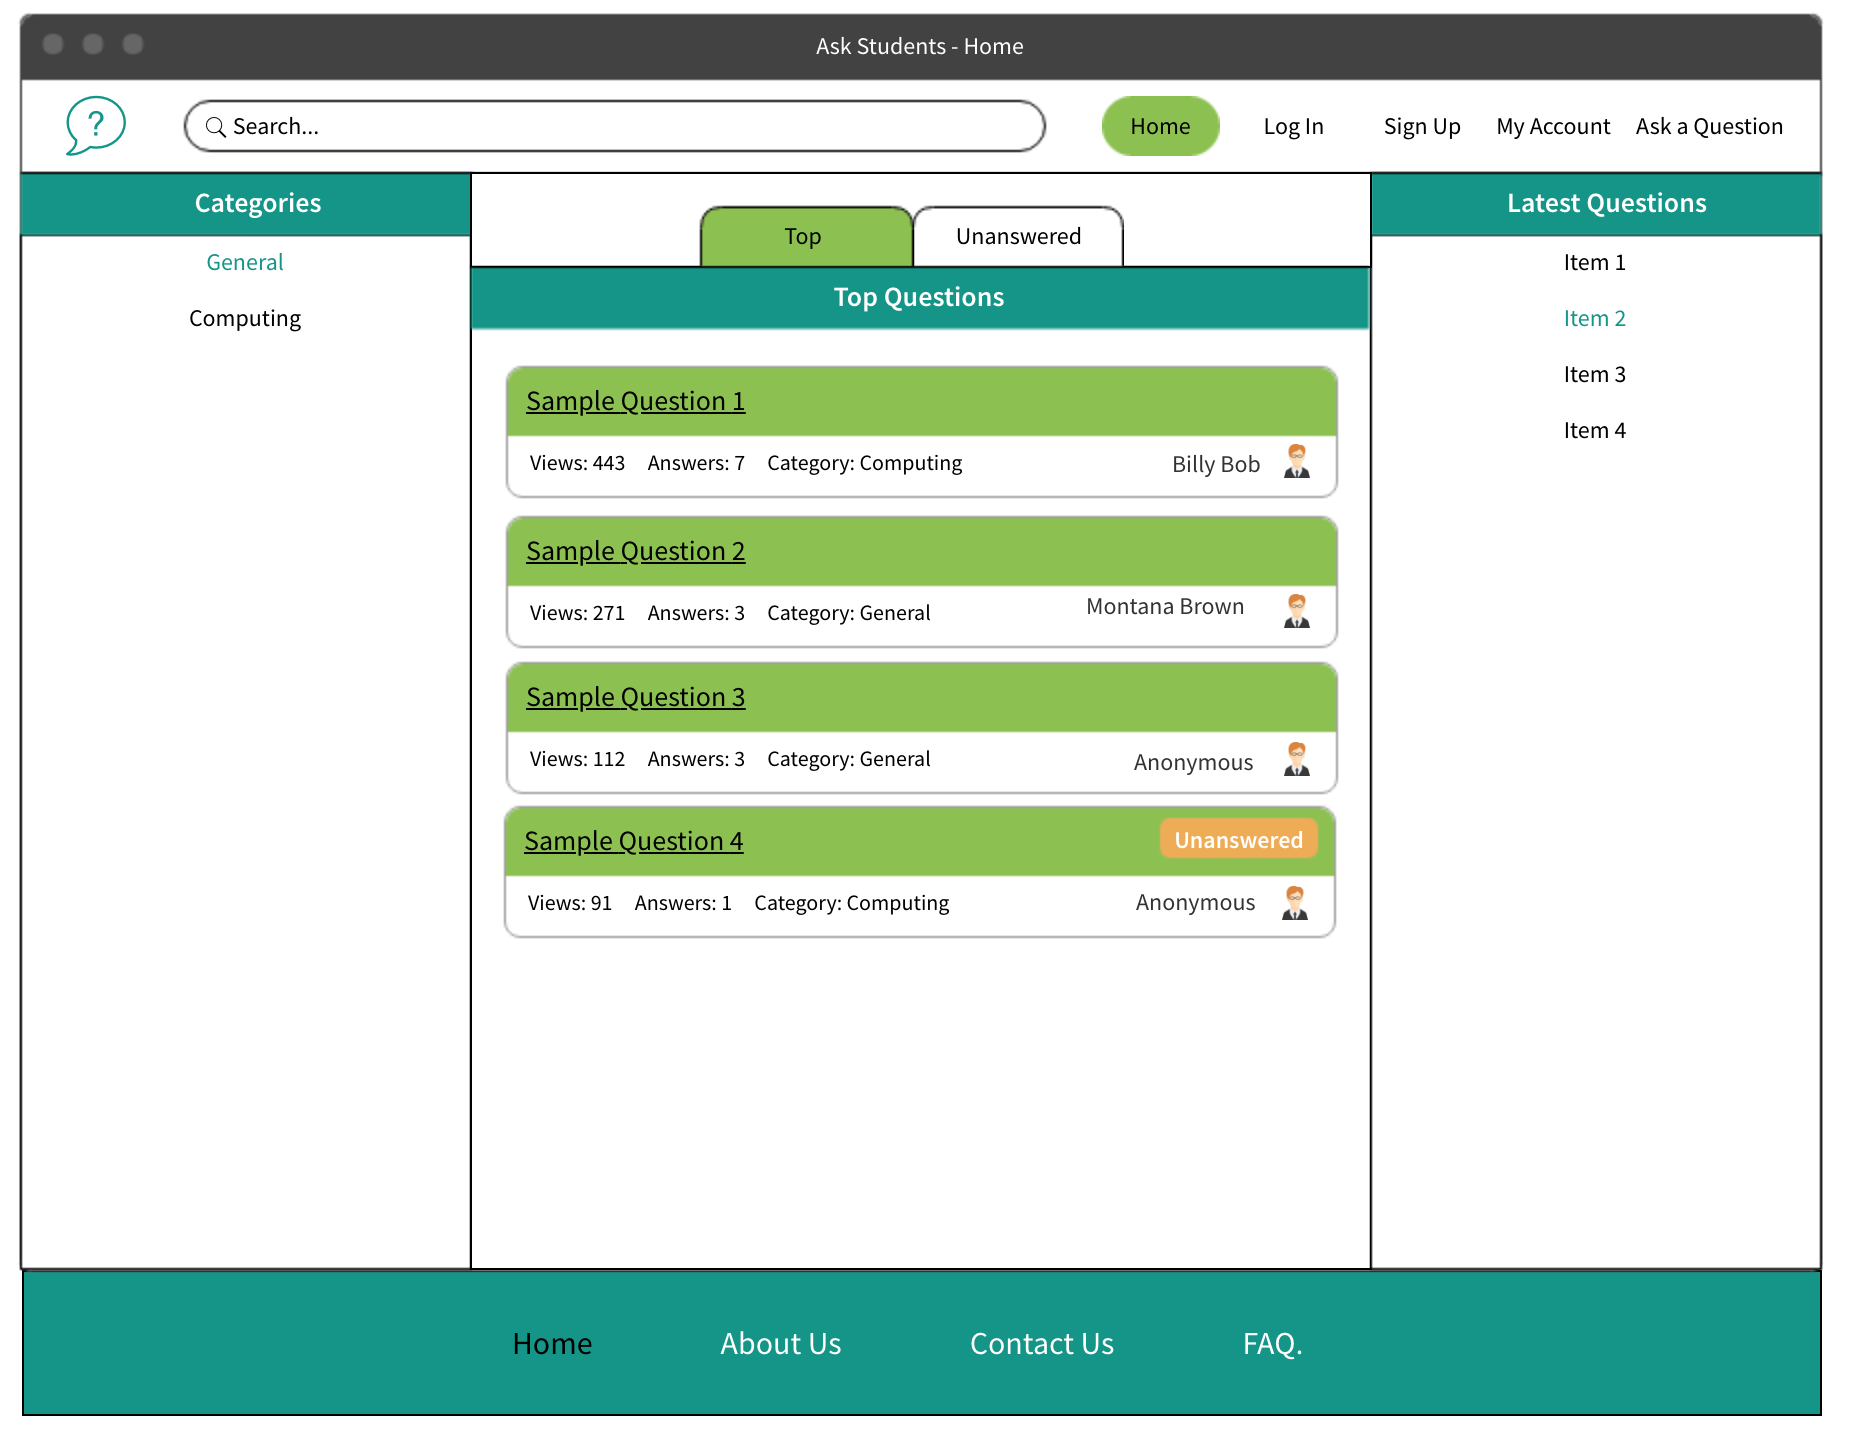 Ask Students - Home
?
Search...
Home
Log In
Sign Up
My Account
Ask a Question
Categories
General
Computing
Top
Unanswered
Top Questions
Sample Question 1
Views: 443 Answers: 7 Category: Computing
Billy Bob
Sample Question 2
Views: 271 Answers: 3 Category: General
Montana Brown
Sample Question 3
Views: 112 Answers: 3 Category: General
Anonymous
Sample Question 4
Unanswered
Views: 91 Answers: 1 Category: Computing
Anonymous
Latest Questions
Item 1
Item 2
Item 3
Item 4
Home
About Us
Contact Us
FAQ.